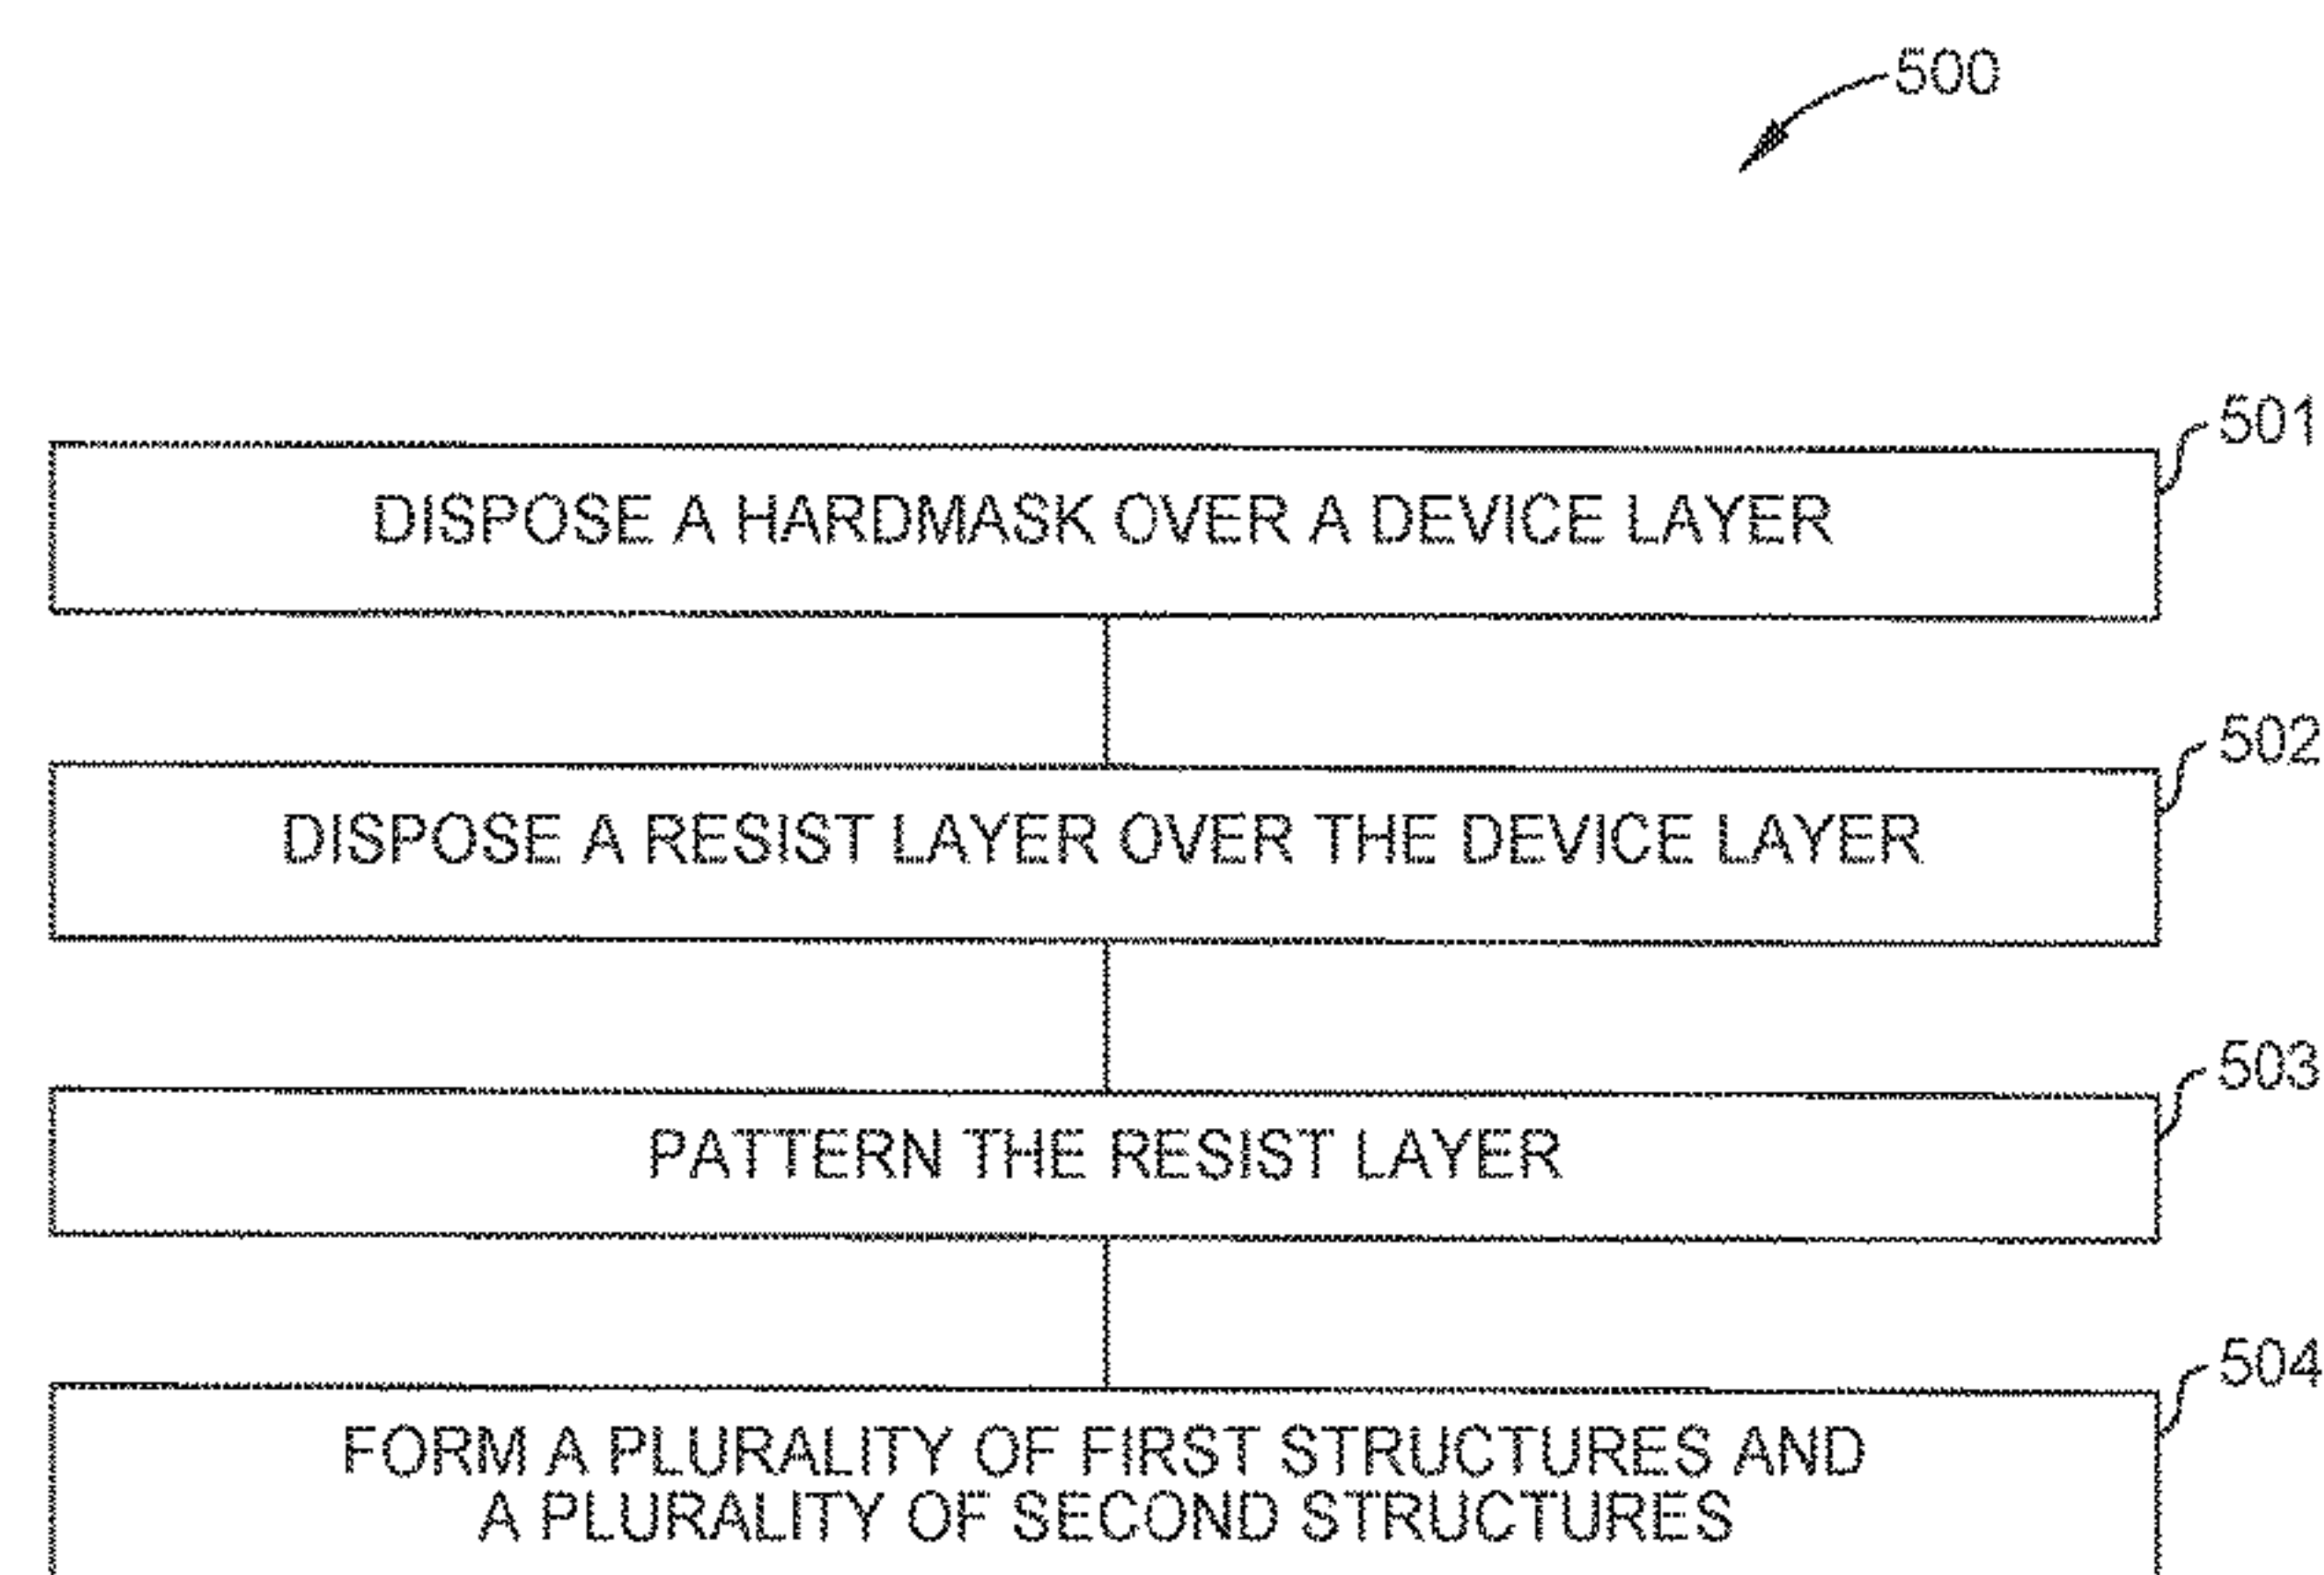 500
501
DISPOSE A HARDMASK OVER A DEVICE LAYER
502
DISPOSE A RESIST LAYER OVER THE DEVICE LAYER
503
PATTERN THE RESIST LAYER
504
FORM A PLURALITY OF FIRST STRUCTURES AND
A PLURALITY OF SECOND STRUCTURES